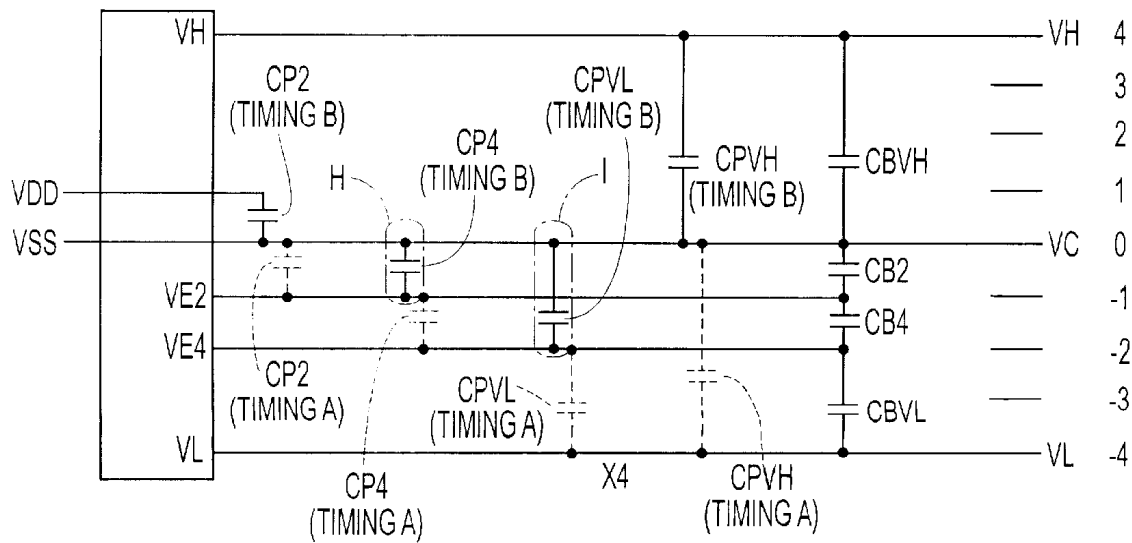 VH
VH 4
3
CP2
(TIMING B)
CPVL
(TIMING B)
CP4
(TIMING B)
2
H
I
CPVH
(TIMING B)
CBVH
VDD
1
VSS
VC 0
CB2
VE2
-1
CB4
VE4
-2
CP2
(TIMING A)
CPVL
(TIMING A)
-3
CBVL
VL
VL -4
X4
CP4
(TIMING A)
CPVH
(TIMING A)